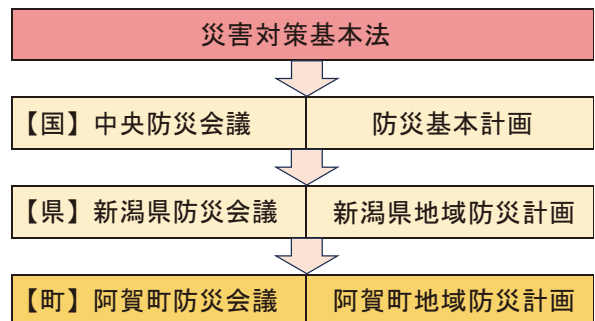 災害対策基本法
【国】中央防災会議 防災基本計画
【県】新潟県防災会議 新潟県地域防災計画
【町】阿賀町防災会議 阿賀町地域防災計画